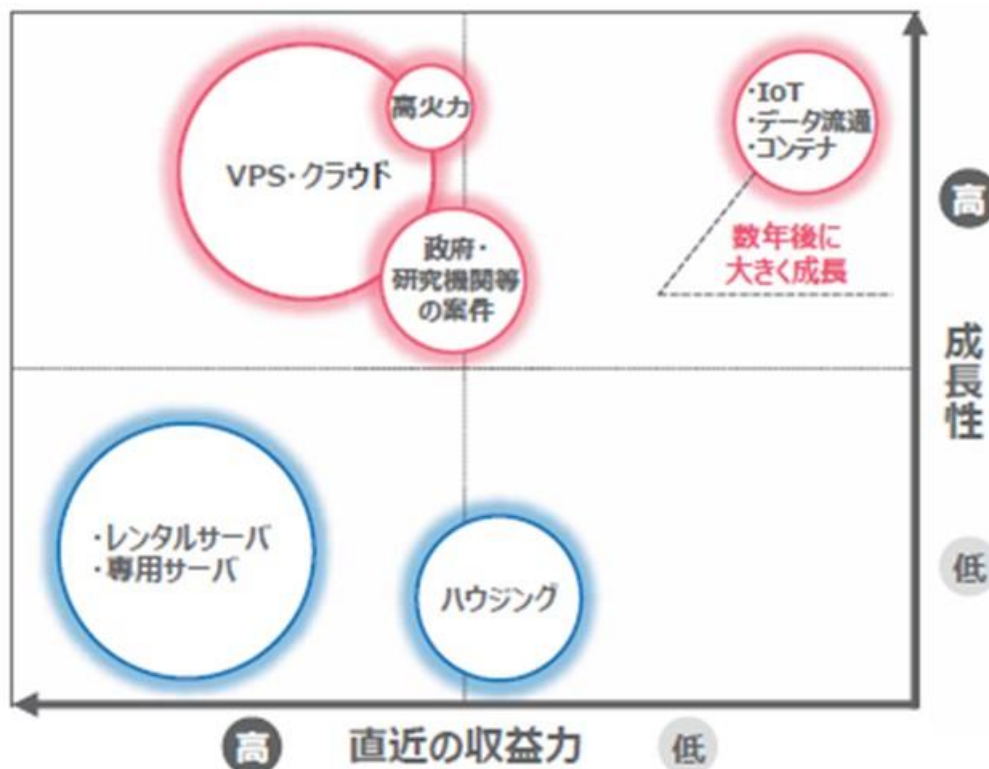 高火力
VPS・クラウド
政府・
研究機関等
の案件
・IoT
・データ流通
・コンテナ
数年後に
大きく成長
高
成長性
低
・レンタルサーバ
・専用サーバ
ハウジング
高
直近の収益力
低